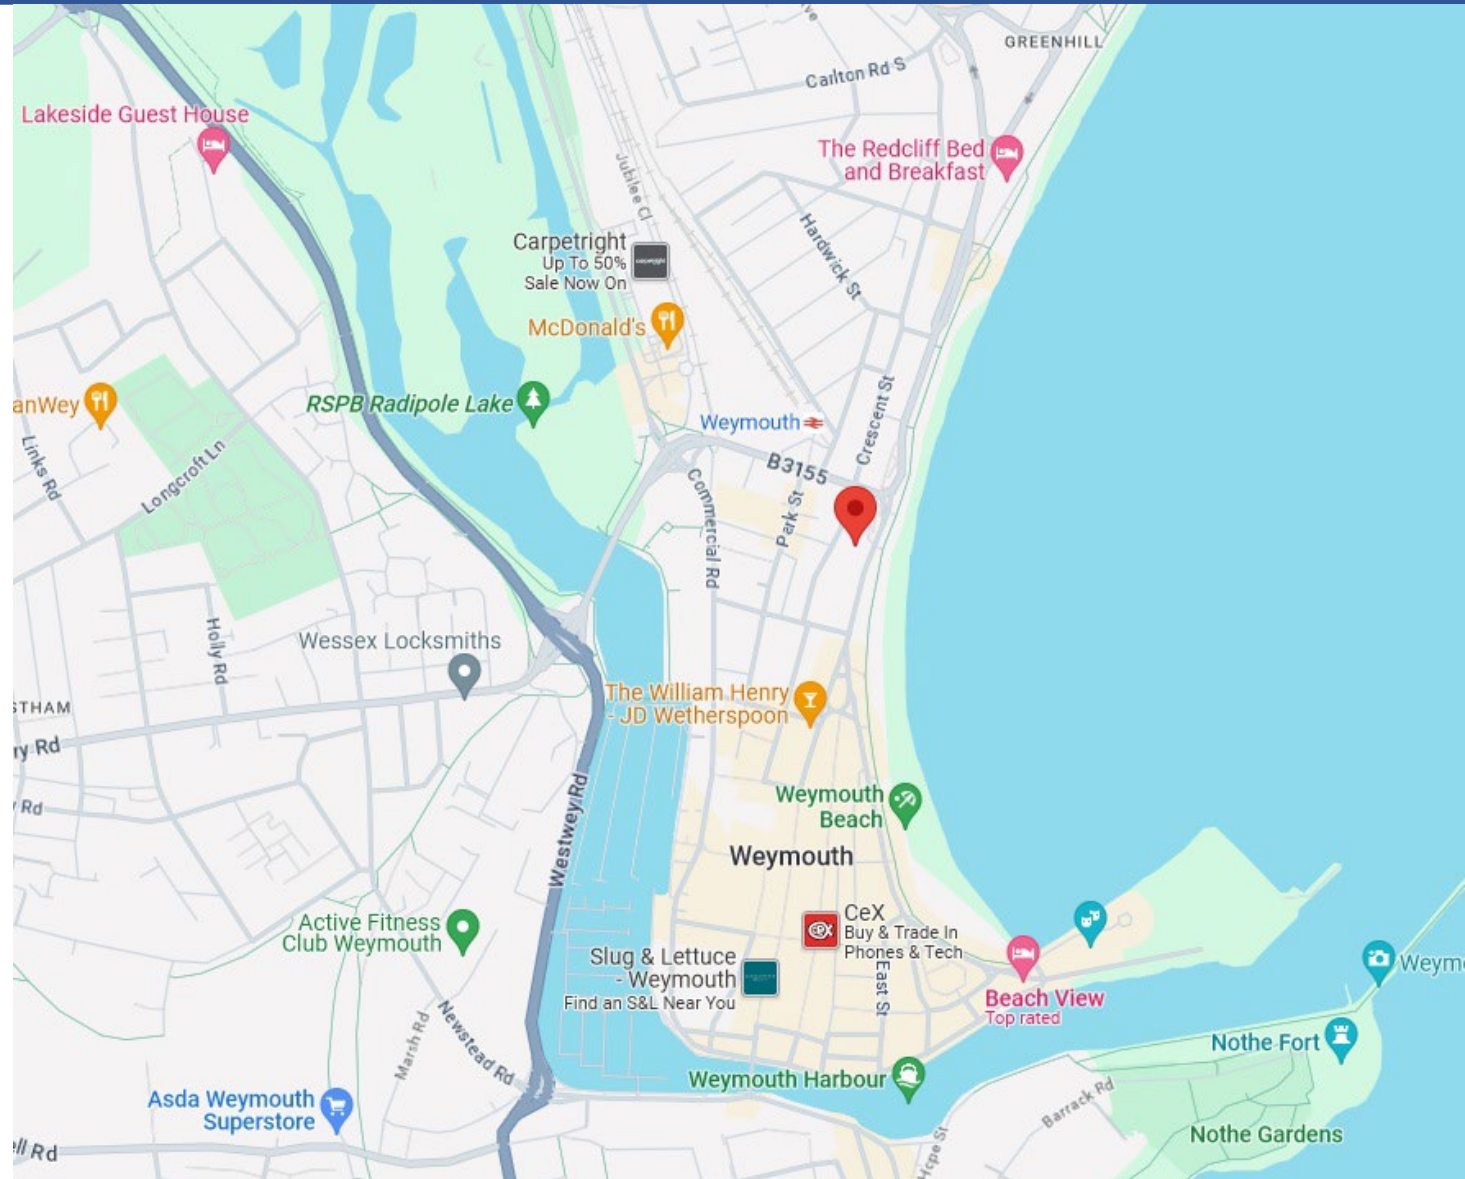 GREENHILL
Carlton Rd S
Lakeside Guest House
The Redcliff Bed
and Breakfast
Jubilee Cl
Hardwick St
Carpetright
Up To 50%
Sale Now On
McDonald's
RSPB Radipole Lake
anWey
Links Rd
Longcroft Ln
Weymouth
Crescent St
B3155
Park St
Commercial Rd
Holly Rd
Wessex Locksmiths
STHAM
ry Rd
Rd
The William Henry
- JD Wetherspoon
Westwey Rd
Weymouth
Beach
Weymouth
CeX
Buy & Trade In
Phones & Tech
East St
Active Fitness
Club Weymouth
Slug & Lettuce
- Weymouth
Find an S&L Near You
Beach View
Top rated
Weym
Nothe Fort
Marsh Rd
Newstead Rd
Weymouth Harbour
Barrack Rd
Asda Weymouth
Superstore
Nothe Gardens
ell Rd
Hope St